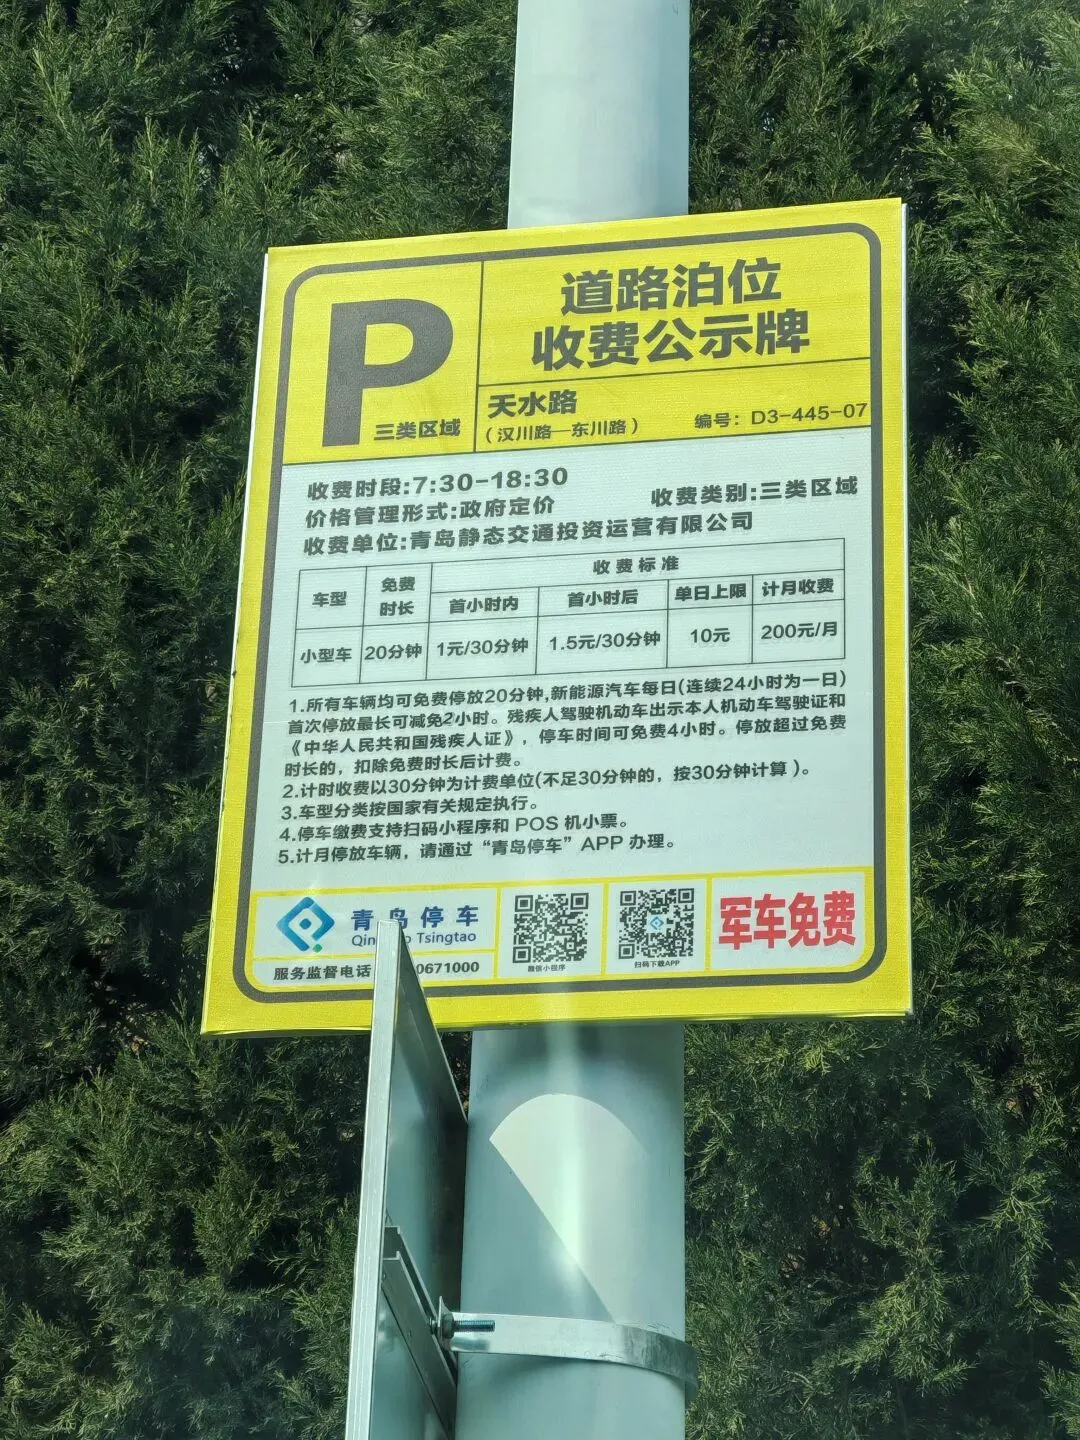 P
三类区域
道路泊位
收费公示牌
天水路
（汉川路—东川路）
编号：D3-445-07
收费时段:7:30-18:30
价格管理形式:政府定价
收费类别:三类区域
收费单位:青岛静态交通投资运营有限公司
车型 免费时长 收费标准
首小时内 首小时后 单日上限 计月收费
小型车 20分钟 1元/30分钟 1.5元/30分钟 10元 200元/月
1.所有车辆均可免费停放20分钟,新能源汽车每日(连续24小时为一日)
首次停放最长可减免2小时。残疾人驾驶机动车出示本人机动车驾驶证和
《中华人民共和国残疾人证》，停车时间可免费4小时。停放超过免费
时长的，扣除免费时长后计费。
2.计时收费以30分钟为计费单位(不足30分钟的，按30分钟计算)。
3.车型分类按国家有关规定执行。
4.停车缴费支持扫码小程序和 POS 机小票。
5.计月停放车辆，请通过“青岛停车”APP 办理。
青岛停车
Tsingtao
服务监督电话 0671000
微信小程序
扫码下载APP
军车免费